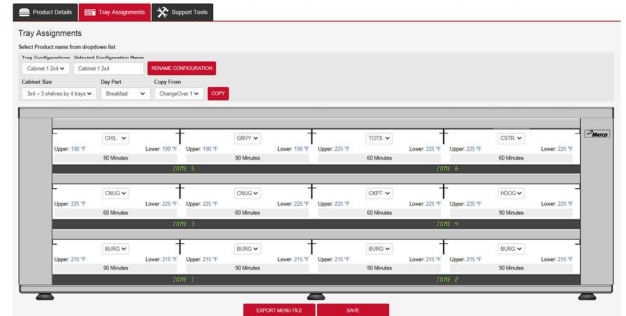 Product Details Tray Assignments Support Tools
Tray Assignments
Select Product name from dropdown list
Tray Configurations Selected Configuration Name
Cabinet 1 2x4 Cabinet 1 2x4 RENAME CONFIGURATION
Cabinet Size Day Part Copy From
3x4 – 3 shelves by 4 trays Breakfast ChangeOver 1 COPY
Merco
CHIL GRVY TOTS CSTR
Upper: 190 °F Lower: 190 °F Upper: 190 °F Lower: 190 °F Upper: 225 °F Lower: 225 °F Upper: 225 °F Lower: 225 °F
90 Minutes 90 Minutes 60 Minutes 60 Minutes
ZONE 5 ZONE 6
CNUG CNUG CKPT HDOG
Upper: 225 °F Lower: 225 °F Upper: 225 °F Lower: 225 °F Upper: 225 °F Lower: 225 °F Upper: 225 °F Lower: 225 °F
60 Minutes 60 Minutes 60 Minutes 90 Minutes
ZONE 3 ZONE 4
BURG BURG BURG BURG
Upper: 215 °F Lower: 215 °F Upper: 215 °F Lower: 215 °F Upper: 215 °F Lower: 215 °F Upper: 215 °F Lower: 215 °F
90 Minutes 90 Minutes 90 Minutes 90 Minutes
ZONE 1 ZONE 2
EXPORT MENU FILE SAVE